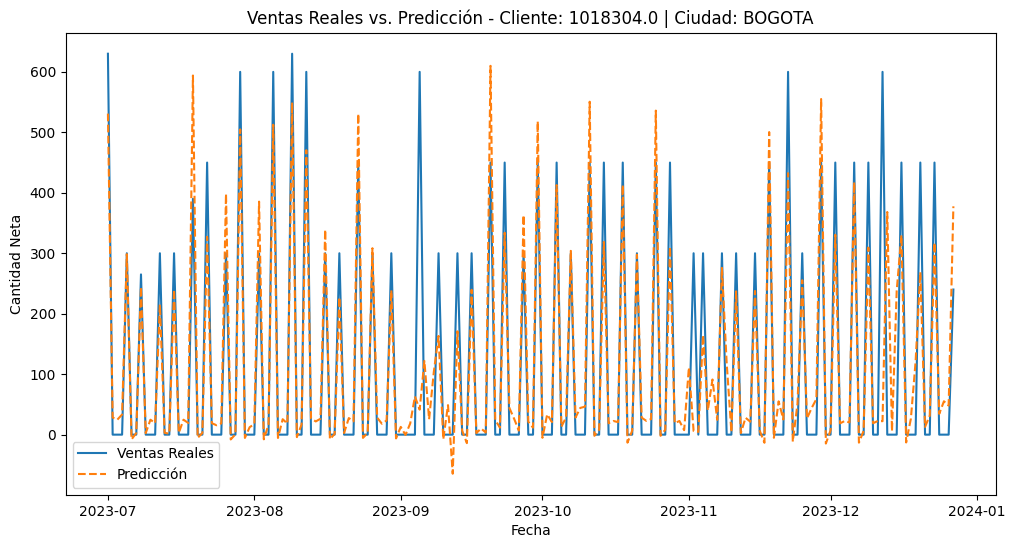 Ventas Reales vs. Predicción - Cliente: 1018304.0 | Ciudad: BOGOTA
Cantidad Neta
600
500
400
300
200
100
0
Ventas Reales
Predicción
2023-07
2023-08
2023-09
2023-10
2023-11
2023-12
2024-01
Fecha